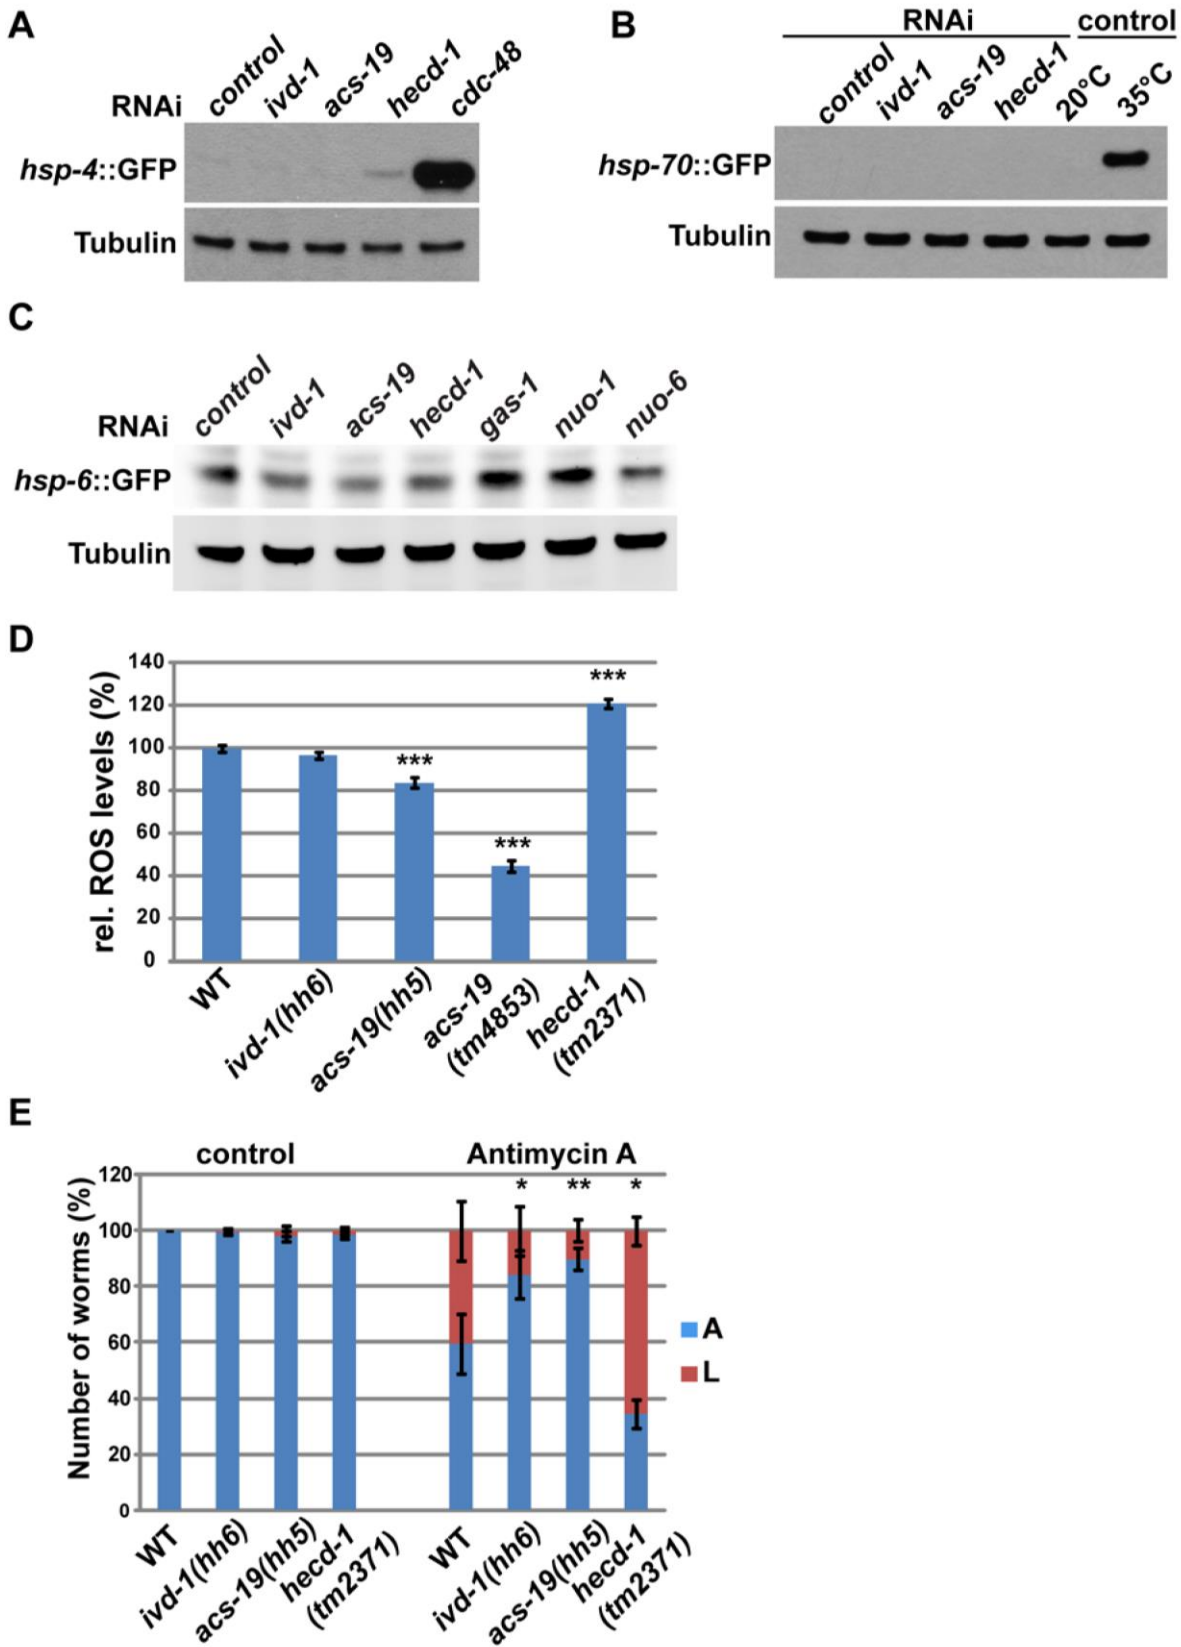 A
RNAi control ivd-1 acs-19 hecd-1 cdc-48
hsp-4::GFP
Tubulin
B
RNAi control
control ivd-1 acs-19 hecd-1 20°C 35°C
hsp-70::GFP
Tubulin
C
RNAi control ivd-1 acs-19 hecd-1 gas-1 nuo-1 nuo-6
hsp-6::GFP
Tubulin
D
rel. ROS levels (%)
140
120
100
80
60
40
20
0
***
***
***
WT
ivd-1(hh6)
acs-19(hh5)
acs-19
(tm4853)
hecd-1
(tm2371)
E
control Antimycin A
Number of worms (%)
120
100
80
60
40
20
0
* ** *
A
L
WT
ivd-1(hh6)
acs-19(hh5)
hecd-1
(tm2371)
WT
ivd-1(hh6)
acs-19(hh5)
hecd-1
(tm2371)